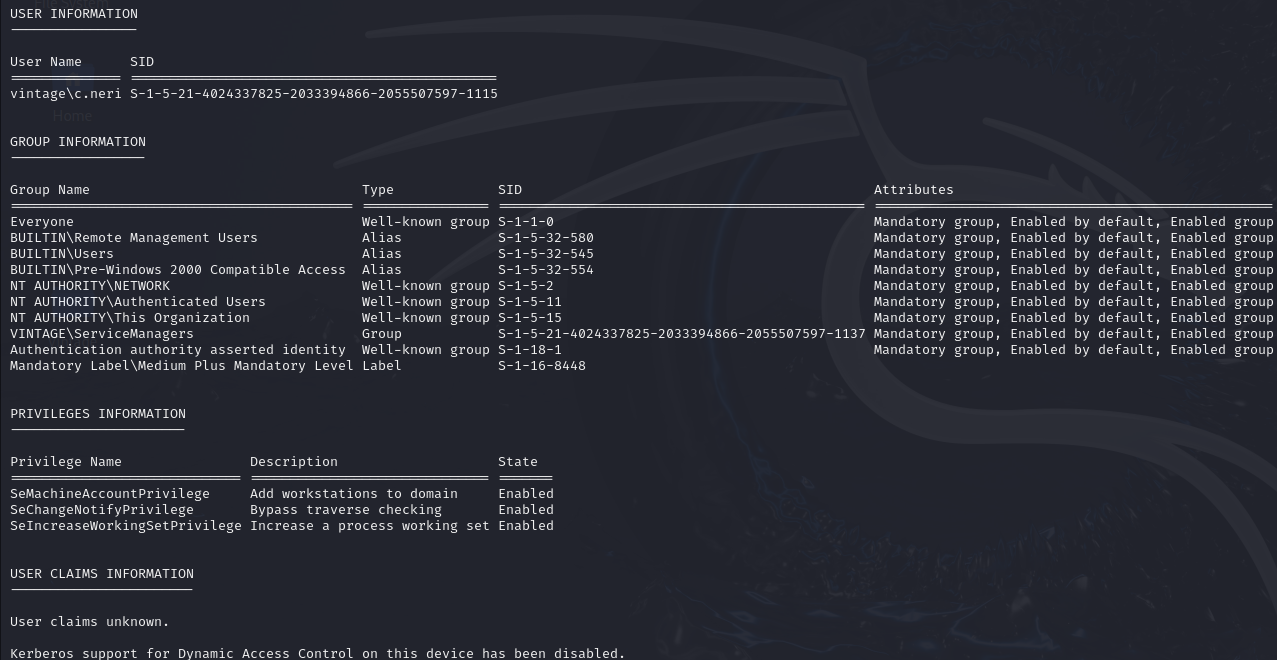 USER INFORMATION
User Name SID
vintage\c.neri S-1-5-21-4024337825-2033394866-2055507597-1115
Home
GROUP INFORMATION
Group Name Type SID Attributes
Everyone Well-known group S-1-1-0 Mandatory group, Enabled by default, Enabled group
BUILTIN\Remote Management Users Alias S-1-5-32-580 Mandatory group, Enabled by default, Enabled group
BUILTIN\Users Alias S-1-5-32-545 Mandatory group, Enabled by default, Enabled group
BUILTIN\Pre-Windows 2000 Compatible Access Alias S-1-5-32-554 Mandatory group, Enabled by default, Enabled group
NT AUTHORITY\NETWORK Well-known group S-1-5-2 Mandatory group, Enabled by default, Enabled group
NT AUTHORITY\Authenticated Users Well-known group S-1-5-11 Mandatory group, Enabled by default, Enabled group
NT AUTHORITY\This Organization Well-known group S-1-5-15 Mandatory group, Enabled by default, Enabled group
VINTAGE\ServiceManagers Group S-1-5-21-4024337825-2033394866-2055507597-1137 Mandatory group, Enabled by default, Enabled group
Authentication authority asserted identity Well-known group S-1-18-1 Mandatory group, Enabled by default, Enabled group
Mandatory Label\Medium Plus Mandatory Level Label S-1-16-8448
PRIVILEGES INFORMATION
Privilege Name Description State
SeMachineAccountPrivilege Add workstations to domain Enabled
SeChangeNotifyPrivilege Bypass traverse checking Enabled
SeIncreaseWorkingSetPrivilege Increase a process working set Enabled
USER CLAIMS INFORMATION
User claims unknown.
Kerberos support for Dynamic Access Control on this device has been disabled.